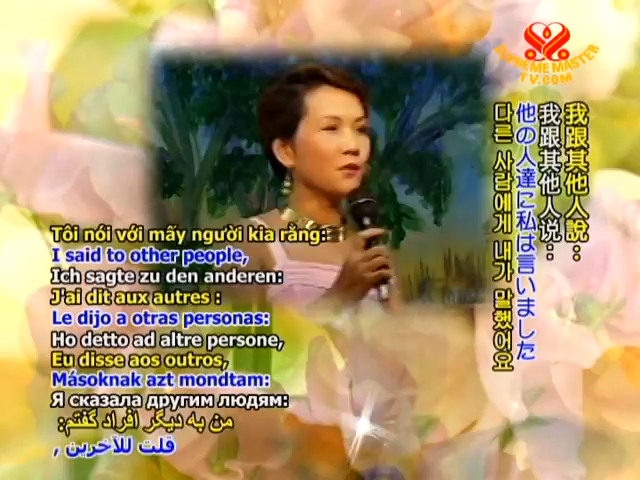 SUPREME MASTER
TV.COM
我跟其他人說：
我跟其他人说：
他の人達に私は言いました
다른 사람에게 내가 말했어요
Tôi nói với mấy người kia rằng:
I said to other people,
Ich sagte zu den anderen:
J'ai dit aux autres :
Le dijo a otras personas:
Ho detto ad altre persone,
Eu disse aos outros,
Másoknak azt mondtam:
Я сказала другим людям:
من به دیگر افراد گفتم:
قلت للآخرين ,